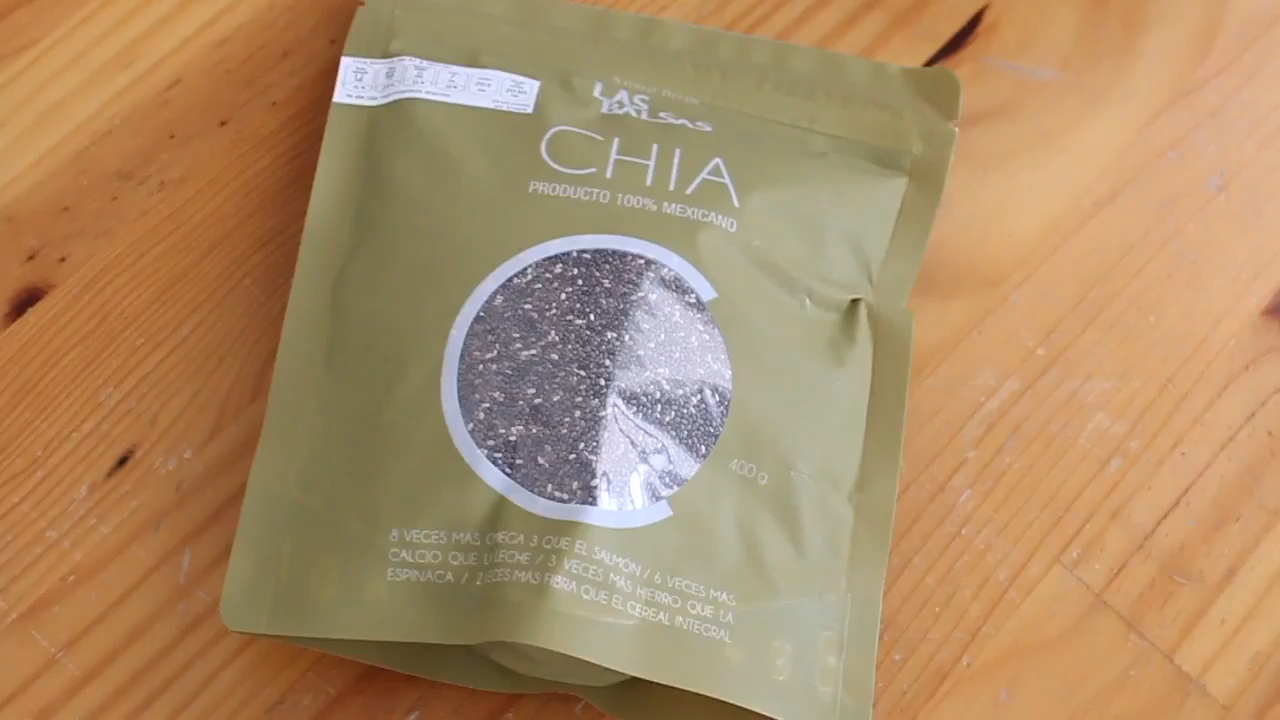 LAS
BALSAS
CHIA
PRODUCTO 100% MEXICANO
400 g
8 VECES MÁS OMEGA 3 QUE EL SALMÓN / 6 VECES MÁS
CALCIO QUE LA LECHE / 3 VECES MÁS HIERRO QUE LA
ESPINACA / 2 VECES MÁS FIBRA QUE EL CEREAL INTEGRAL